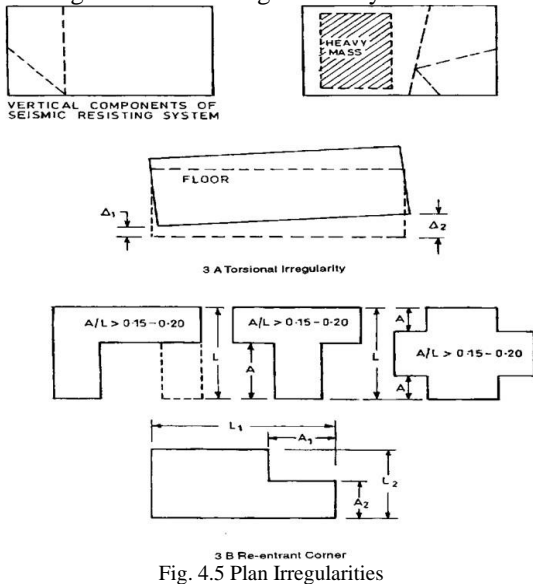 HEAVY
MASS
VERTICAL COMPONENTS OF
SEISMIC RESISTING SYSTEM
FLOOR
Δ1
Δ2
3 A Torsional Irregularity
A/L > 0·15-0·20
L
A
A/L > 0·15-0·20
L
A
A/L > 0·15-0·20
A
L1
A1
L2
A2
3 B Re-entrant Corner
Fig. 4.5 Plan Irregularities